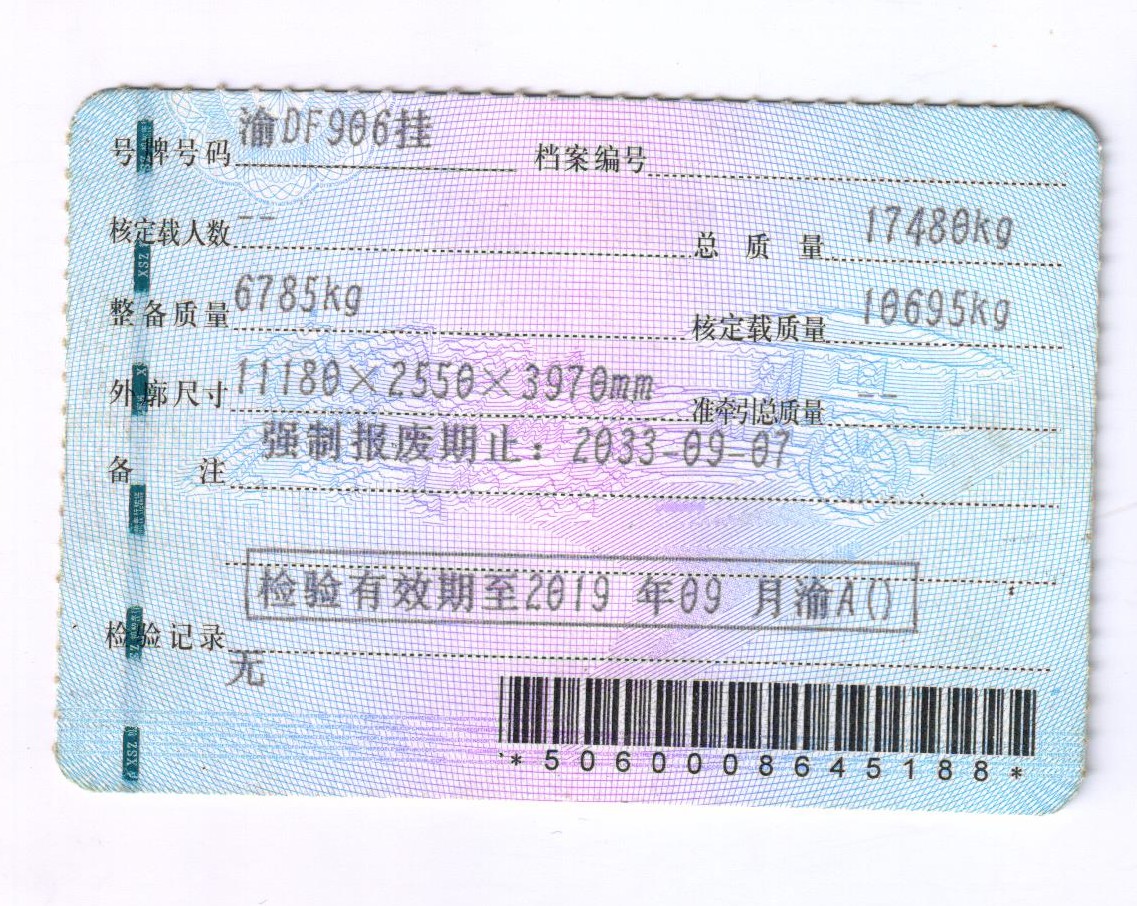 号牌号码 渝DF906挂 档案编号
核定载人数 -- 总质量 17480kg
整备质量 6785kg 核定载质量 10695kg
外廓尺寸 11180×2550×3970mm 准牵引总质量 --
备注 强制报废期止：2033-09-07
检验有效期至2019 年09 月渝A()
检验记录
无
*5060008645188*
XSZ
XSZ